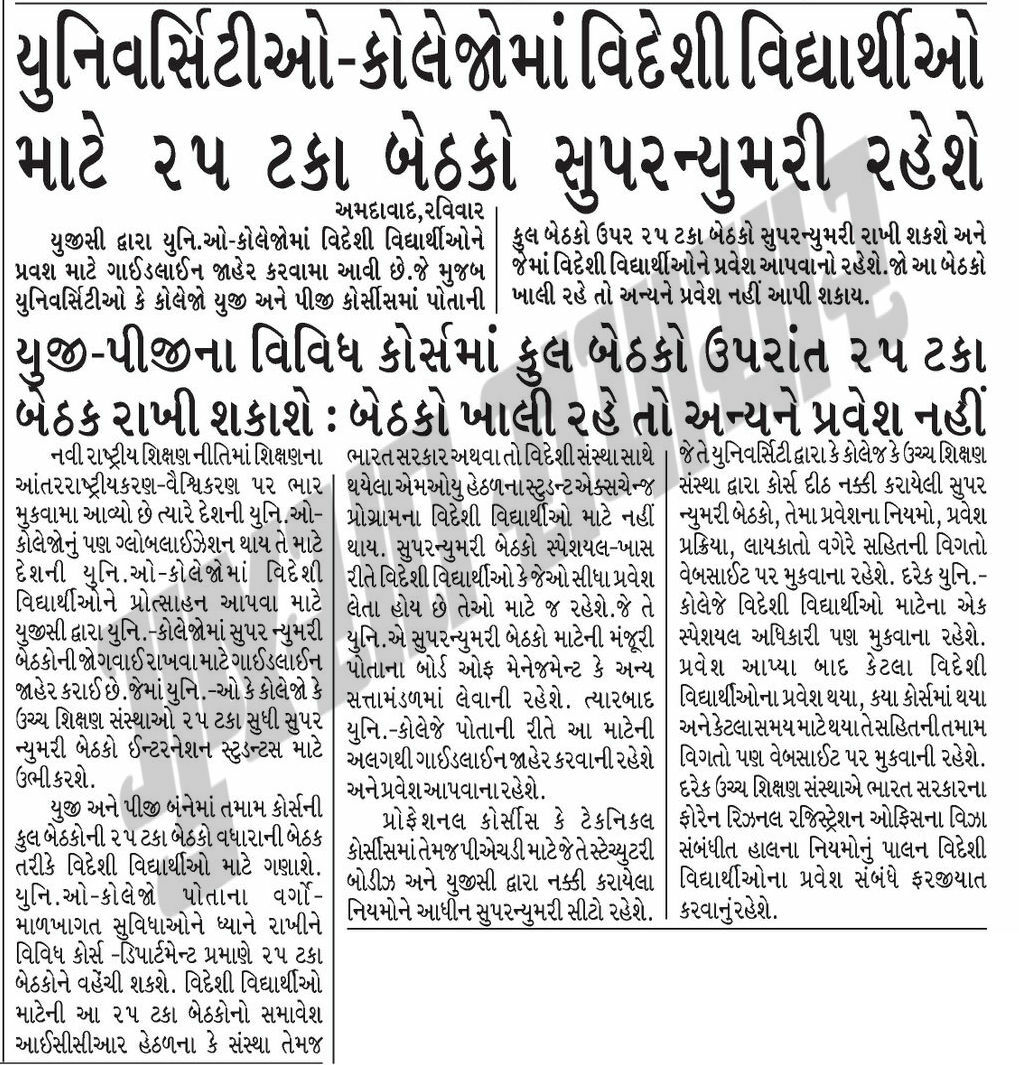 યુનિવર્સિટીઓ-કોલેજોમાં વિદેશી વિદ્યાર્થીઓ
માટે ૨૫ ટકા બેઠકો સુપરન્યુમરી રહેશે
અમદાવાદ,રવિવાર
યુજીસી દ્વારા યુનિ.ઓ-કોલેજોમાં વિદેશી વિદ્યાર્થીઓને
પ્રવશ માટે ગાઈડલાઈન જાહેર કરવામા આવી છે.જે મુજબ
યુનિવર્સિટીઓ કે કોલેજો યુજી અને પીજી કોર્સીસમાં પોતાની
કુલ બેઠકો ઉપર ૨૫ ટકા બેઠકો સુપરન્યુમરી રાખી શકશે અને
જેમાં વિદેશી વિદ્યાર્થીઓને પ્રવેશ આપવાનો રહેશે.જો આ બેઠકો
ખાલી રહે તો અન્યને પ્રવેશ નહીં આપી શકાય.
યુજી-પીજીના વિવિધ કોર્સમાં કુલ બેઠકો ઉપરાંત ૨૫ ટકા
બેઠક રાખી શકાશે : બેઠકો ખાલી રહે તો અન્યને પ્રવેશ નહીં
નવી રાષ્ટ્રીય શિક્ષણ નીતિમાં શિક્ષણના
આંતરરાષ્ટ્રીયકરણ-વૈશ્વિકરણ પર ભાર
મુકવામા આવ્યો છે ત્યારે દેશની યુનિ.ઓ-
કોલેજોનું પણ ગ્લોબલાઈઝેશન થાય તે માટે
દેશની યુનિ.ઓ-કોલેજોમાં વિદેશી
વિદ્યાર્થીઓને પ્રોત્સાહન આપવા માટે
યુજીસી દ્વારા યુનિ.-કોલેજોમાં સુપર ન્યુમરી
બેઠકોની જોગવાઈ રાખવા માટે ગાઈડલાઈન
જાહેર કરાઈ છે.જેમાં યુનિ.-ઓ કે કોલેજો કે
ઉચ્ચ શિક્ષણ સંસ્થાઓ ૨૫ ટકા સુધી સુપર
ન્યુમરી બેઠકો ઈન્ટરનેશન સ્ટુડન્ટસ માટે
ઉભી કરશે.
યુજી અને પીજી બંનેમાં તમામ કોર્સની
કુલ બેઠકોની ૨૫ ટકા બેઠકો વધારાની બેઠક
તરીકે વિદેશી વિદ્યાર્થીઓ માટે ગણાશે.
યુનિ.ઓ-કોલેજો પોતાના વર્ગો-
માળખાગત સુવિધાઓને ધ્યાને રાખીને
વિવિધ કોર્સ -ડિપાર્ટમેન્ટ પ્રમાણે ૨૫ ટકા
બેઠકોને વહેંચી શકશે. વિદેશી વિદ્યાર્થીઓ
માટેની આ ૨૫ ટકા બેઠકોનો સમાવેશ
આઈસીસીઆર હેઠળના કે સંસ્થા તેમજ
ભારત સરકાર અથવા તો વિદેશી સંસ્થા સાથે
થયેલા એમઓયુ હેઠળના સ્ટુડન્ટ એક્સચેન્જ
પ્રોગ્રામના વિદેશી વિદ્યાર્થીઓ માટે નહીં
થાય. સુપરન્યુમરી બેઠકો સ્પેશયલ-ખાસ
રીતે વિદેશી વિદ્યાર્થીઓ કે જેઓ સીધા પ્રવેશ
લેતા હોય છે તેઓ માટે જ રહેશે.જે તે
યુનિ.એ સુપરન્યુમરી બેઠકો માટેની મંજૂરી
પોતાના બોર્ડ ઓફ મેનેજમેન્ટ કે અન્ય
સત્તામંડળમાં લેવાની રહેશે. ત્યારબાદ
યુનિ.-કોલેજે પોતાની રીતે આ માટેની
અલગથી ગાઈડલાઈન જાહેર કરવાની રહેશે
અને પ્રવેશ આપવાના રહેશે.
પ્રોફેશનલ કોર્સીસ કે ટેકનિકલ
કોર્સીસમાં તેમજ પીએચડી માટે જે તે સ્ટેચ્યુટરી
બોડીઝ અને યુજીસી દ્વારા નક્કી કરાયેલા
નિયમોને આધીન સુપરન્યુમરી સીટો રહેશે.
જે તે યુનિવર્સિટી દ્વારા કે કોલેજ કે ઉચ્ચ શિક્ષણ
સંસ્થા દ્વારા કોર્સ દીઠ નક્કી કરાયેલી સુપર
ન્યુમરી બેઠકો, તેમા પ્રવેશના નિયમો, પ્રવેશ
પ્રક્રિયા, લાયકાતો વગેરે સહિતની વિગતો
વેબસાઈટ પર મુકવાના રહેશે. દરેક યુનિ.-
કોલેજે વિદેશી વિદ્યાર્થીઓ માટેના એક
સ્પેશયલ અધિકારી પણ મુકવાના રહેશે.
પ્રવેશ આપ્યા બાદ કેટલા વિદેશી
વિદ્યાર્થીઓના પ્રવેશ થયા, કયા કોર્સમાં થયા
અને કેટલા સમય માટે થયા તે સહિતની તમામ
વિગતો પણ વેબસાઈટ પર મુકવાની રહેશે.
દરેક ઉચ્ચ શિક્ષણ સંસ્થાએ ભારત સરકારના
ફોરેન રિઝનલ રજિસ્ટ્રેશન ઓફિસના વિઝા
સંબંધીત હાલના નિયમોનું પાલન વિદેશી
વિદ્યાર્થીઓના પ્રવેશ સંબંધે ફરજીયાત
કરવાનું રહેશે.
ગુજરાત સમાચાર